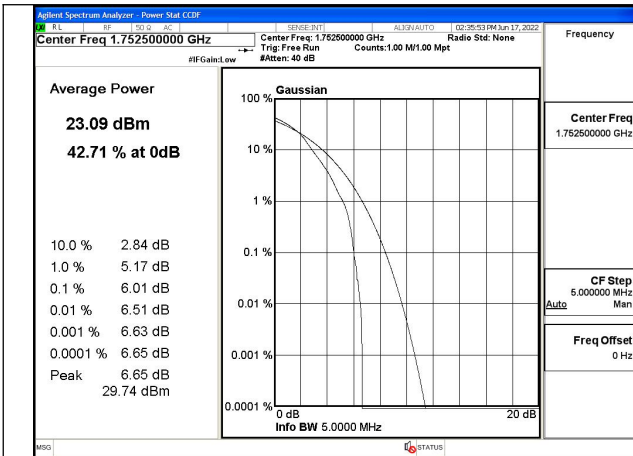 Agilent Spectrum Analyzer - Power Stat CCDF
RL RF 50 Ω AC SENSE:INT ALIGN AUTO 02:35:53 PM Jun 17, 2022
Center Freq 1.752500000 GHz
Center Freq: 1.752500000 GHz Radio Std: None
Trig: Free Run Counts:1.00 M/1.00 Mpt
#IFGain:Low #Atten: 40 dB
Frequency
Average Power
23.09 dBm
42.71 % at 0dB
10.0 % 2.84 dB
1.0 % 5.17 dB
0.1 % 6.01 dB
0.01 % 6.51 dB
0.001 % 6.63 dB
0.0001 % 6.65 dB
Peak 6.65 dB
29.74 dBm
Gaussian
100 %
10 %
1 %
0.1 %
0.01 %
0.001 %
0.0001 %
0 dB 20 dB
Info BW 5.0000 MHz
Center Freq
1.752500000 GHz
CF Step
5.000000 MHz
Auto Man
Freq Offset
0 Hz
MSG STATUS